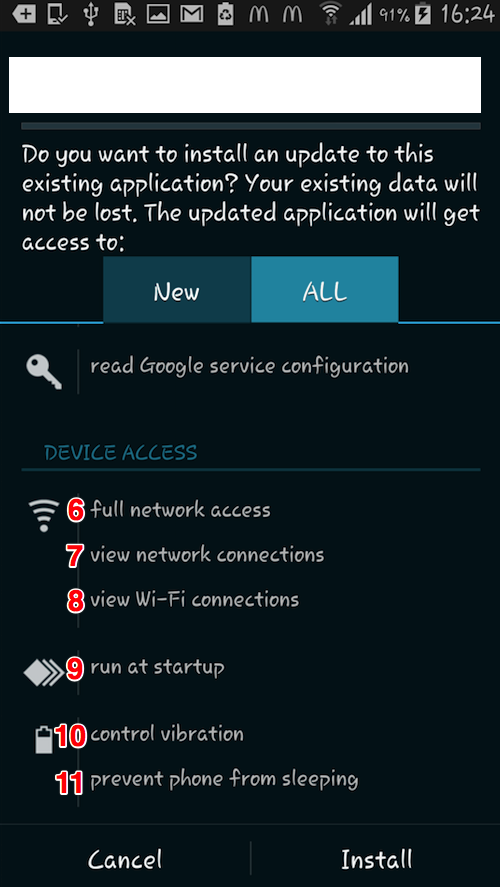 91% 16:24
Do you want to install an update to this
existing application? Your existing data will
not be lost. The updated application will get
access to:
New ALL
read Google service configuration
DEVICE ACCESS
6 full network access
7 view network connections
8 view Wi-Fi connections
9 run at startup
10 control vibration
11 prevent phone from sleeping
Cancel Install